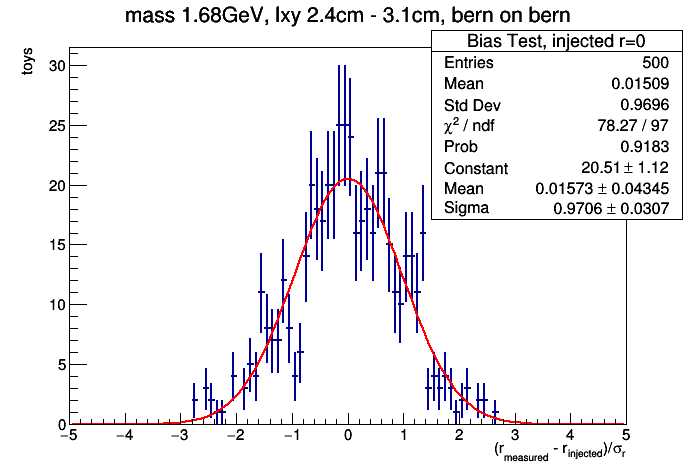 mass 1.68GeV, lxy 2.4cm - 3.1cm, bern on bern
toys
Bias Test, injected r=0
Entries 500
Mean 0.01509
Std Dev 0.9696
χ² / ndf 78.27 / 97
Prob 0.9183
Constant 20.51 ± 1.12
Mean 0.01573 ± 0.04345
Sigma 0.9706 ± 0.0307
30
25
20
15
10
5
0
−5 −4 −3 −2 −1 0 1 2 3 4 5
(r_measured - r_injected)/σ_r